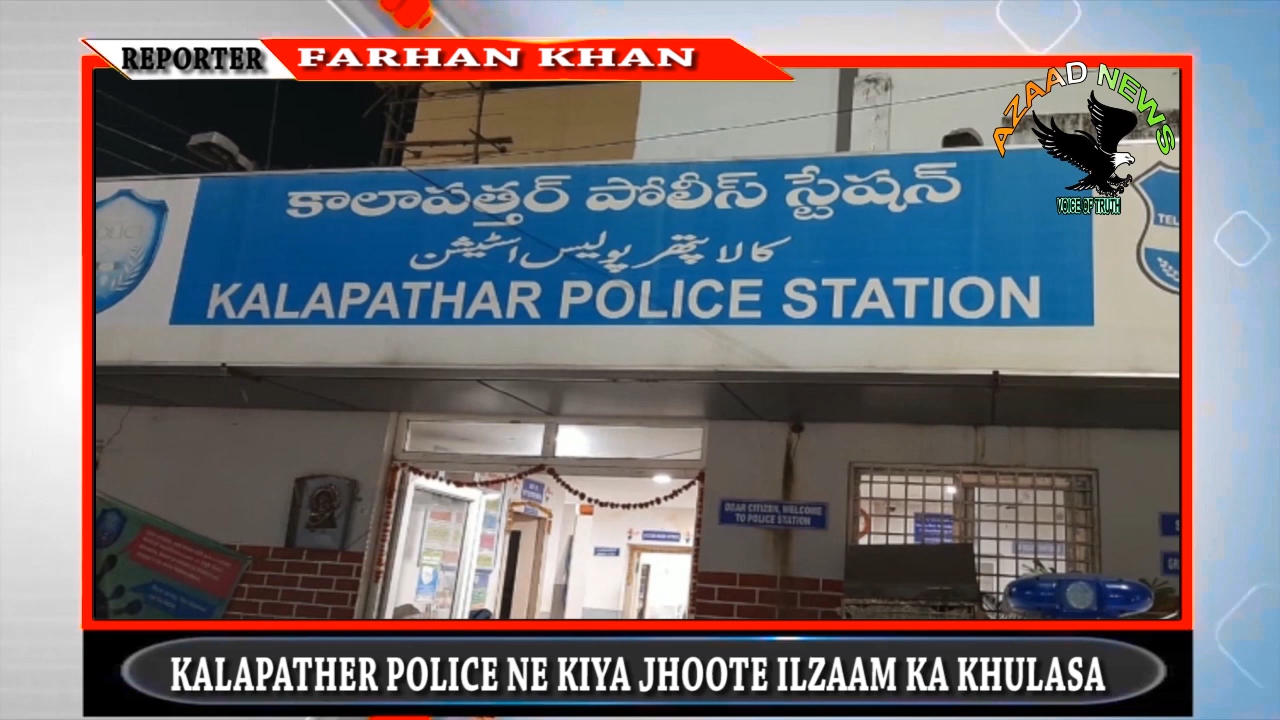 REPORTER
FARHAN KHAN
AZAAD NEWS
VOICE OF TRUTH
కాలాపత్తర్ పోలీస్ స్టేషన్
کالا پتھر پولیس اسٹیشن
KALAPATHAR POLICE STATION
TEL
DEAR CITIZEN, WELCOME
TO POLICE STATION
KALAPATHER POLICE NE KIYA JHOOTE ILZAAM KA KHULASA